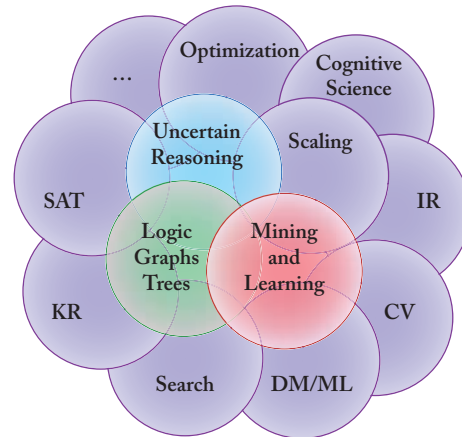 Optimization
...
Cognitive
Science
Uncertain
Reasoning
Scaling
SAT
IR
Logic
Graphs
Trees
Mining
and
Learning
KR
CV
Search
DM/ML